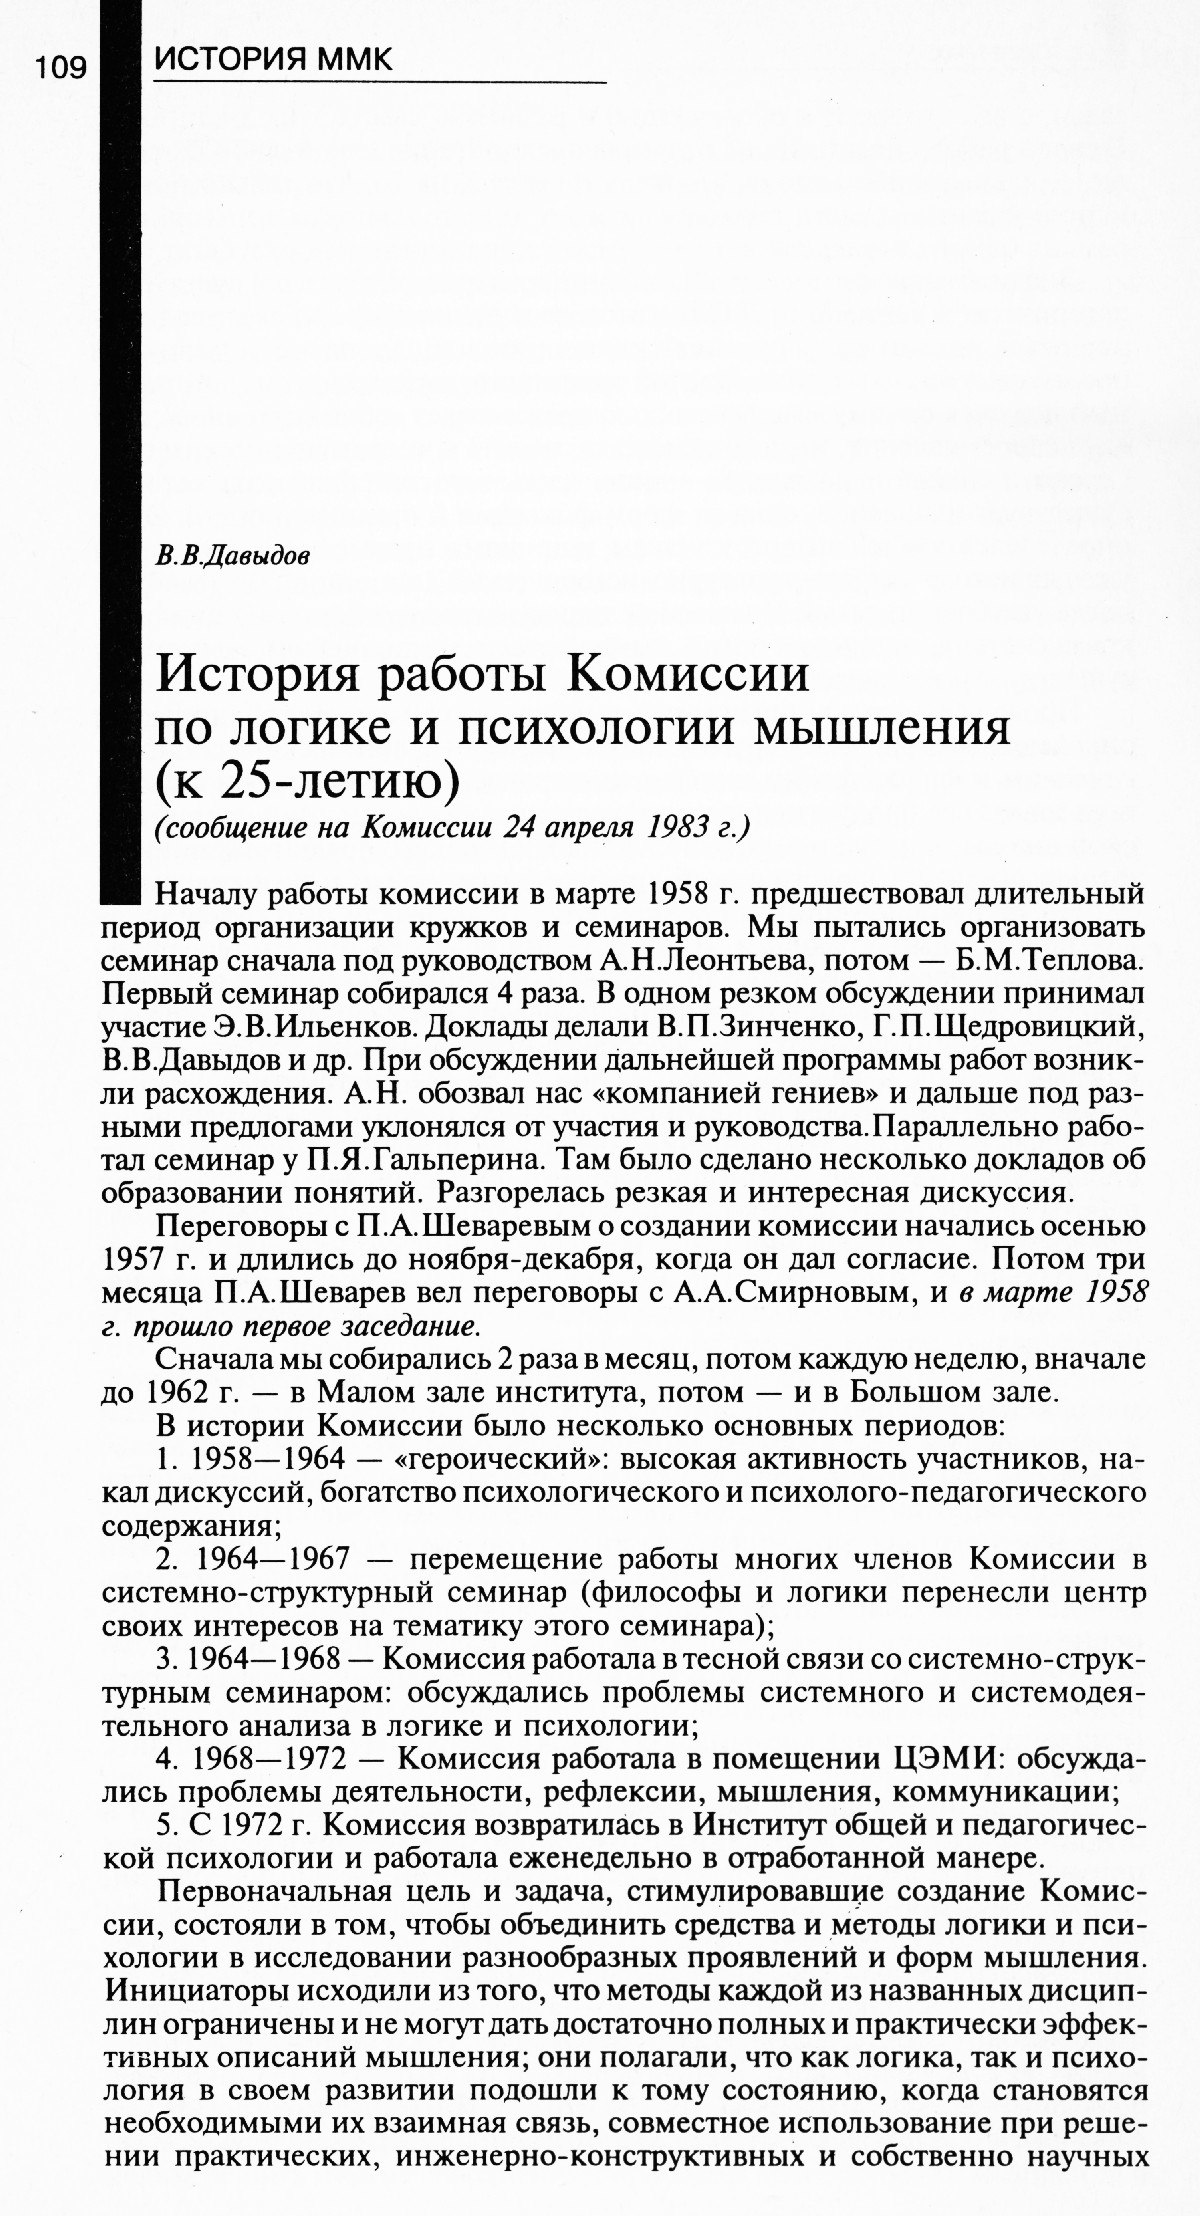 109
ИСТОРИЯ ММК
В.В.Давыдов
История работы Комиссии
по логике и психологии мышления
(к 25-летию)
(сообщение на Комиссии 24 апреля 1983 г.)
Началу работы комиссии в марте 1958 г. предшествовал длительный
период организации кружков и семинаров. Мы пытались организовать
семинар сначала под руководством А.Н.Леонтьева, потом — Б.М.Теплова.
Первый семинар собирался 4 раза. В одном резком обсуждении принимал
участие Э.В.Ильенков. Доклады делали В.П.Зинченко, Г.П.Щедровицкий,
В.В.Давыдов и др. При обсуждении дальнейшей программы работ возник-
ли расхождения. А.Н. обозвал нас «компанией гениев» и дальше под раз-
ными предлогами уклонялся от участия и руководства.Параллельно рабо-
тал семинар у П.Я.Гальперина. Там было сделано несколько докладов об
образовании понятий. Разгорелась резкая и интересная дискуссия.
Переговоры с П.А.Шеваревым о создании комиссии начались осенью
1957 г. и длились до ноября-декабря, когда он дал согласие. Потом три
месяца П.А.Шеварев вел переговоры с А.А.Смирновым, и в марте 1958
г. прошло первое заседание.
Сначала мы собирались 2 раза в месяц, потом каждую неделю, вначале
до 1962 г. — в Малом зале института, потом — и в Большом зале.
В истории Комиссии было несколько основных периодов:
1. 1958—1964 — «героический»: высокая активность участников, на-
кал дискуссий, богатство психологического и психолого-педагогического
содержания;
2. 1964—1967 — перемещение работы многих членов Комиссии в
системно-структурный семинар (философы и логики перенесли центр
своих интересов на тематику этого семинара);
3. 1964—1968 — Комиссия работала в тесной связи со системно-струк-
турным семинаром: обсуждались проблемы системного и системодея-
тельного анализа в логике и психологии;
4. 1968—1972 — Комиссия работала в помещении ЦЭМИ: обсужда-
лись проблемы деятельности, рефлексии, мышления, коммуникации;
5. С 1972 г. Комиссия возвратилась в Институт общей и педагогичес-
кой психологии и работала еженедельно в отработанной манере.
Первоначальная цель и задача, стимулировавшие создание Комис-
сии, состояли в том, чтобы объединить средства и методы логики и пси-
хологии в исследовании разнообразных проявлений и форм мышления.
Инициаторы исходили из того, что методы каждой из названных дисцип-
лин ограничены и не могут дать достаточно полных и практически эффек-
тивных описаний мышления; они полагали, что как логика, так и психо-
логия в своем развитии подошли к тому состоянию, когда становятся
необходимыми их взаимная связь, совместное использование при реше-
нии практических, инженерно-конструктивных и собственно научных